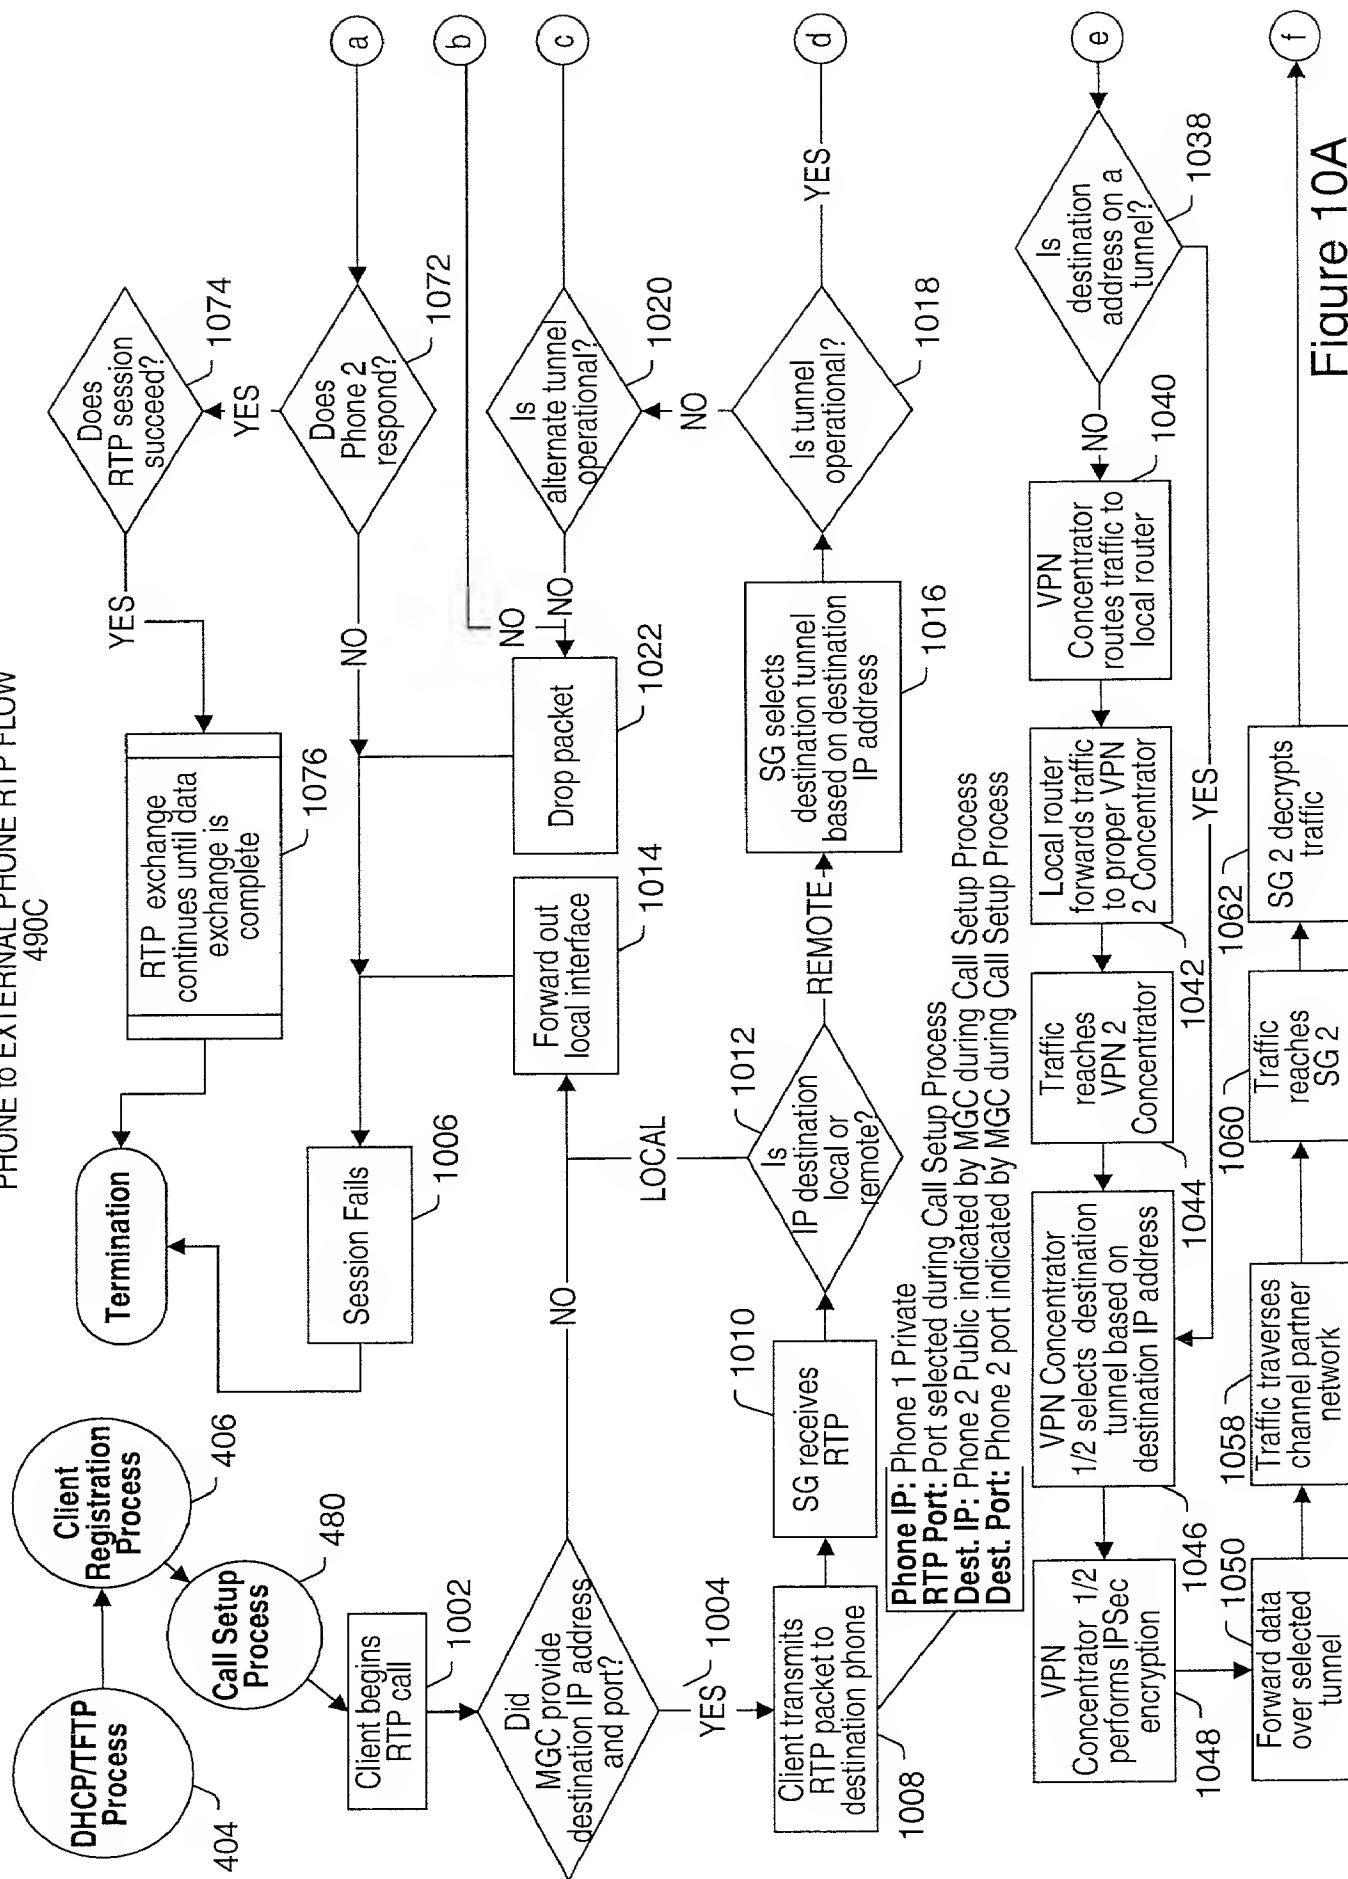 PHONE to EXTERNAL PHONE RTP FLOW
490C
DHCP/TFTP
Process
404
Client
Registration
Process
406
Call Setup
Process
480
Client begins
RTP call
1002
Did
MGC provide
destination IP address
and port?
1004
NO
YES
Termination
Session Fails
1006
RTP exchange
continues until data
exchange is
complete
1076
YES
Does
RTP session
succeed?
1074
YES
Does
Phone 2
respond?
1072
NO
a
b
NO
Forward out
local interface
1014
Drop packet
1022
NO
Is
alternate tunnel
operational?
1020
c
NO
LOCAL
Client transmits
RTP packet to
destination phone
1008
SG receives
RTP
1010
Is
IP destination
local or
remote?
1012
REMOTE
SG selects
destination tunnel
based on destination
IP address
1016
Is tunnel
operational?
1018
YES
d
Phone IP: Phone 1 Private
RTP Port: Port selected during Call Setup Process
Dest. IP: Phone 2 Public indicated by MGC during Call Setup Process
Dest. Port: Phone 2 port indicated by MGC during Call Setup Process
e
Is
destination
address on a
tunnel?
1038
NO
YES
VPN
Concentrator
routes traffic to
local router
1040
Local router
forwards traffic
to proper VPN
2 Concentrator
1042
Traffic
reaches
VPN 2
Concentrator
1044
VPN Concentrator
1/2 selects destination
tunnel based on
destination IP address
1046
VPN
Concentrator 1/2
performs IPSec
encryption
1048
Forward data
over selected
tunnel
1050
Traffic traverses
channel partner
network
1058
Traffic
reaches
SG 2
1060
SG 2 decrypts
traffic
1062
f
Figure 10A